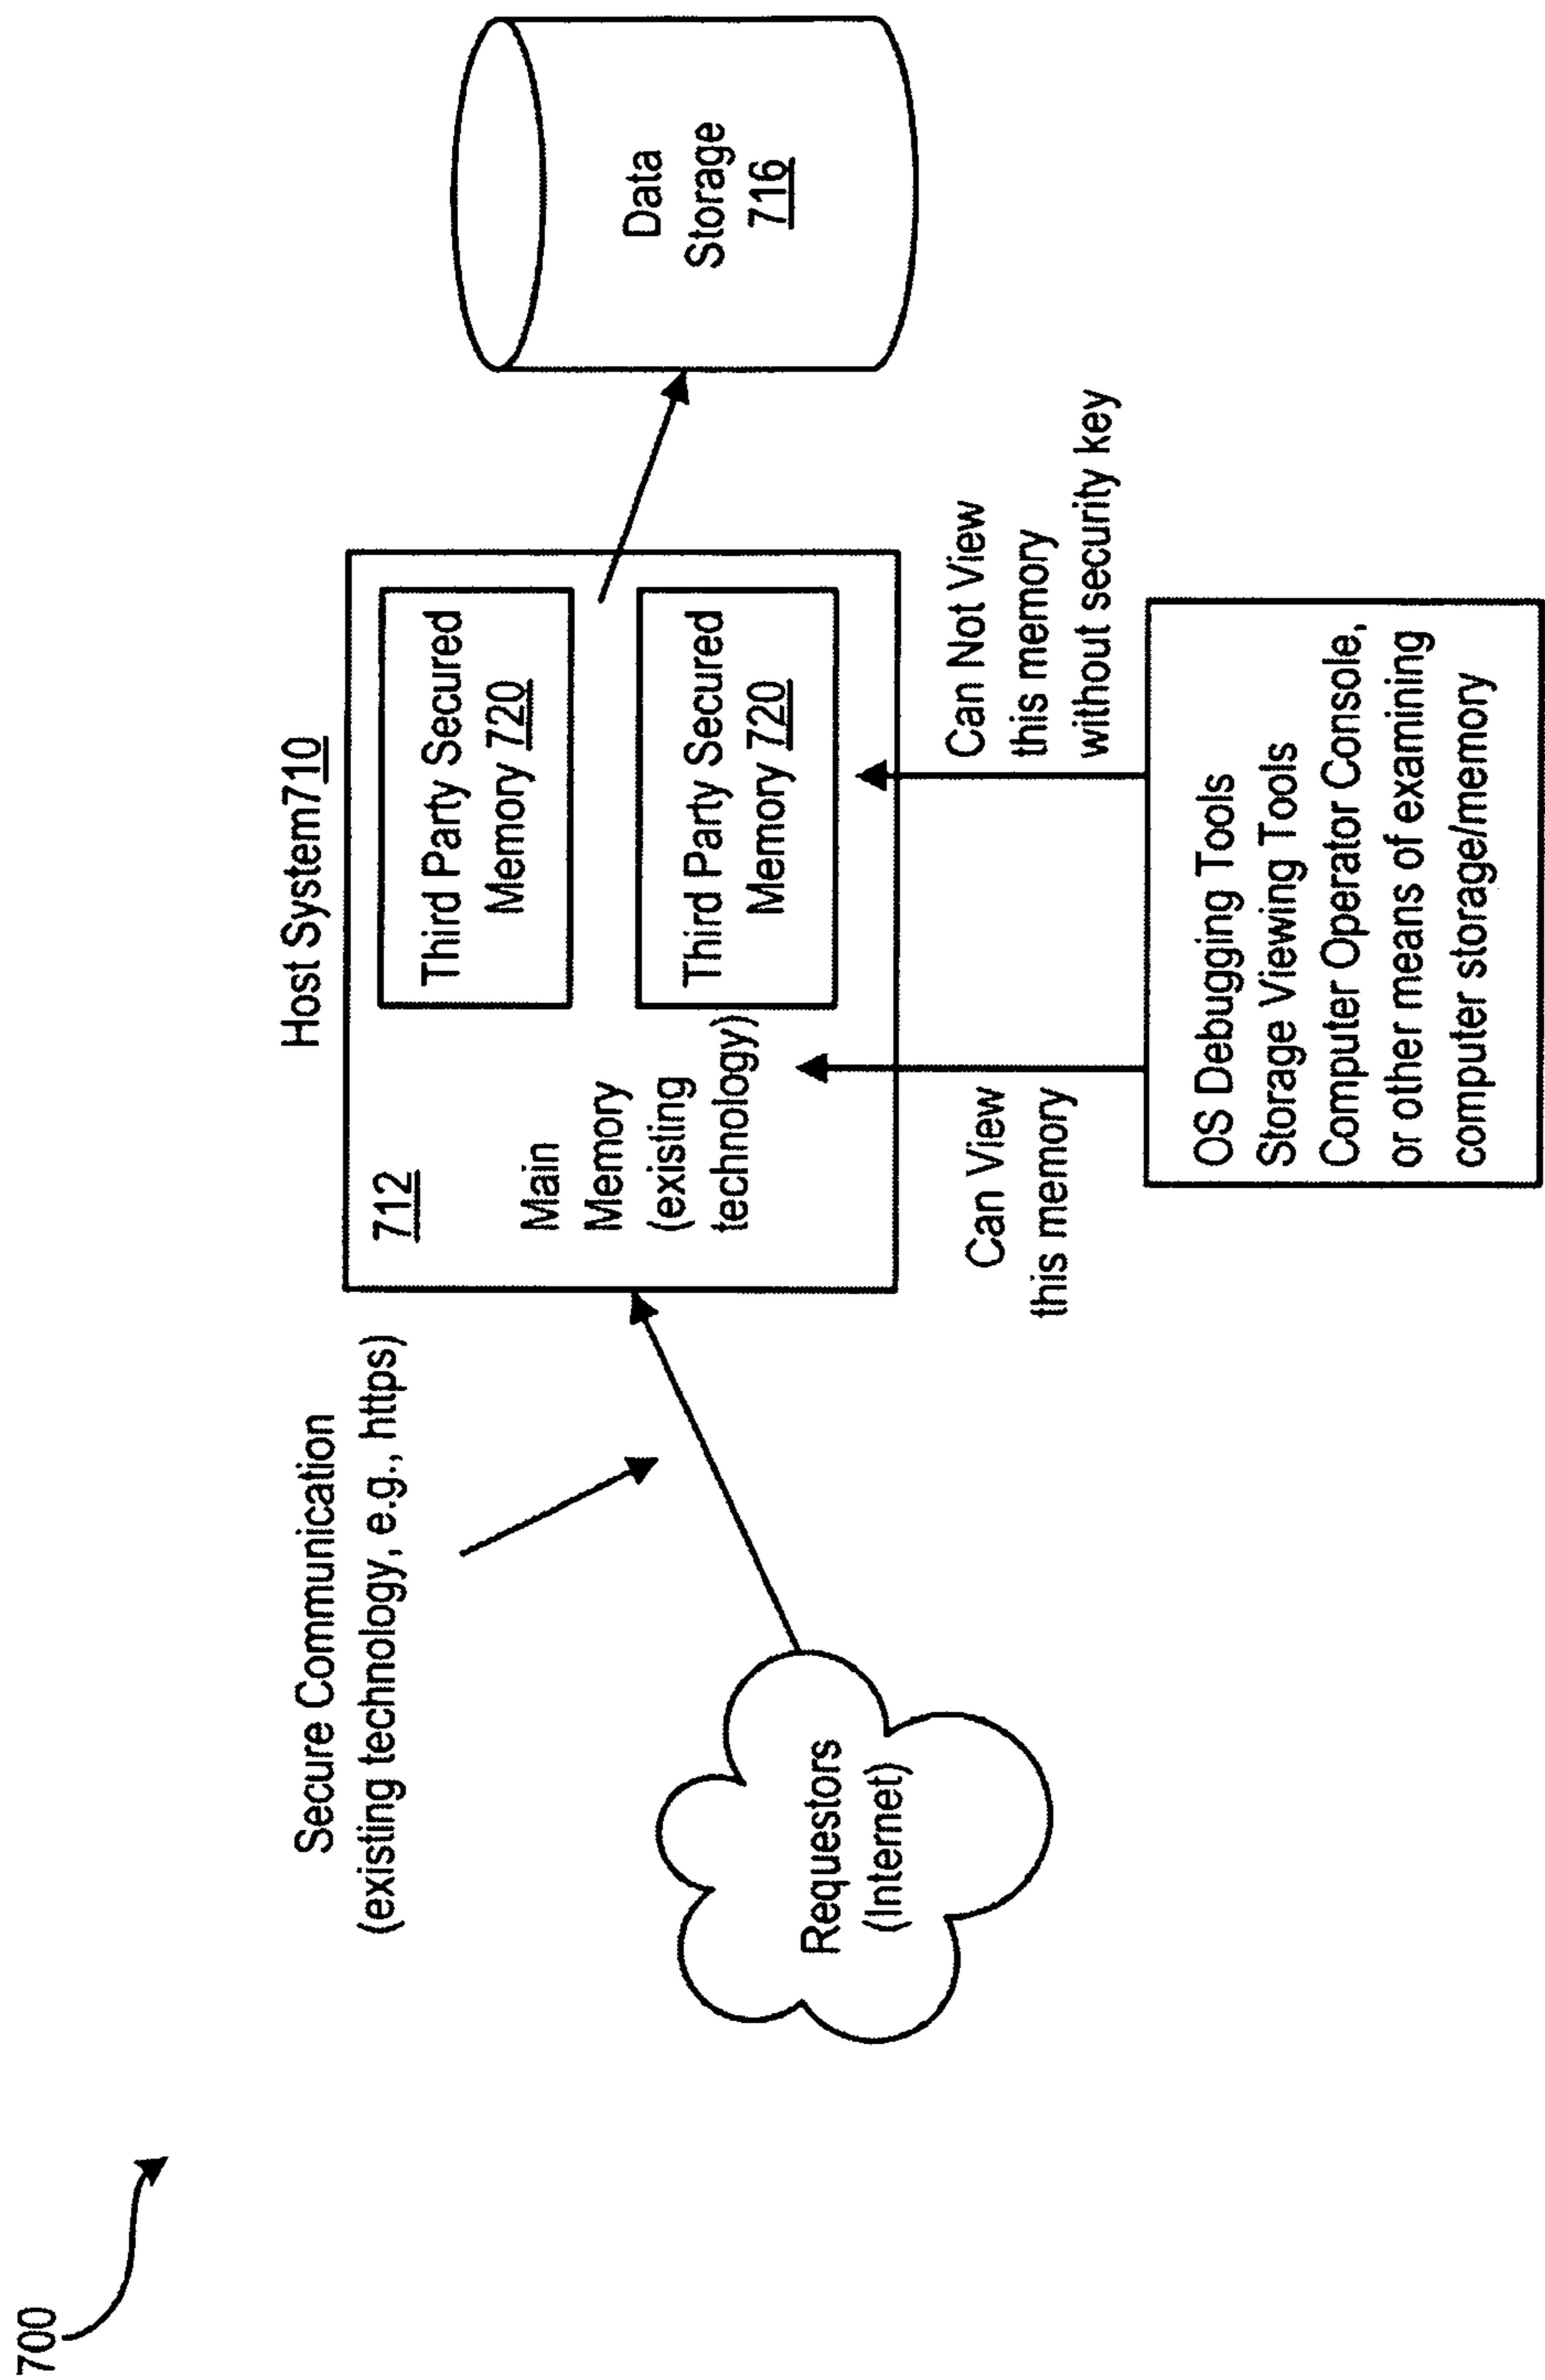 700
Secure Communication
(existing technology, e.g., https)
Requestors
(Internet)
Host System710
712
Main
Memory
(existing
technology)
Third Party Secured
Memory 720
Third Party Secured
Memory 720
Data
Storage
716
Can View
this memory
Can Not View
this memory
without security key
OS Debugging Tools
Storage Viewing Tools
Computer Operator Console,
or other means of examining
computer storage/memory